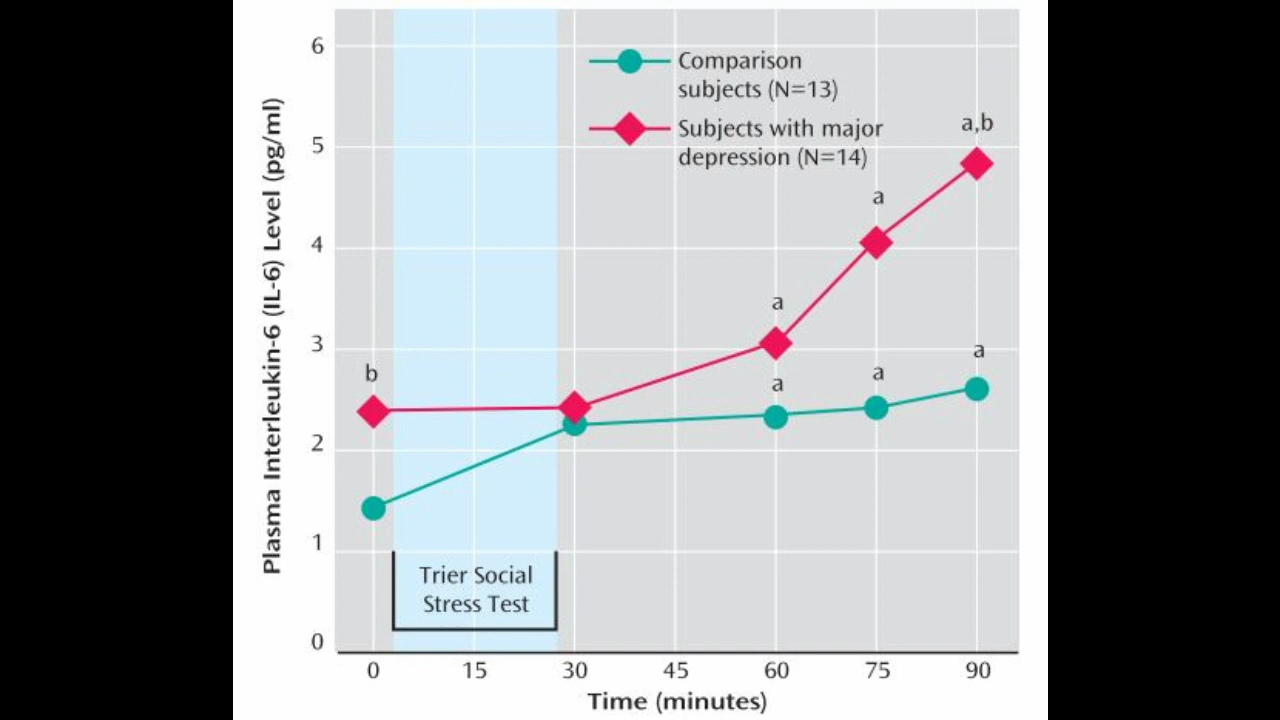 Comparison
subjects (N=13)
Subjects with major
depression (N=14)
Plasma Interleukin-6 (IL-6) Level (pg/ml)
6
5
4
3
2
1
0
b
a
a
a,b
a
a
a
Trier Social
Stress Test
0 15 30 45 60 75 90
Time (minutes)